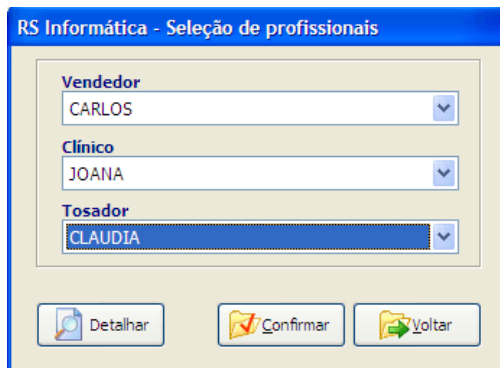 RS Informática - Seleção de profissionais
Vendedor
CARLOS
Clínico
JOANA
Tosador
CLAUDIA
Detalhar Confirmar Voltar